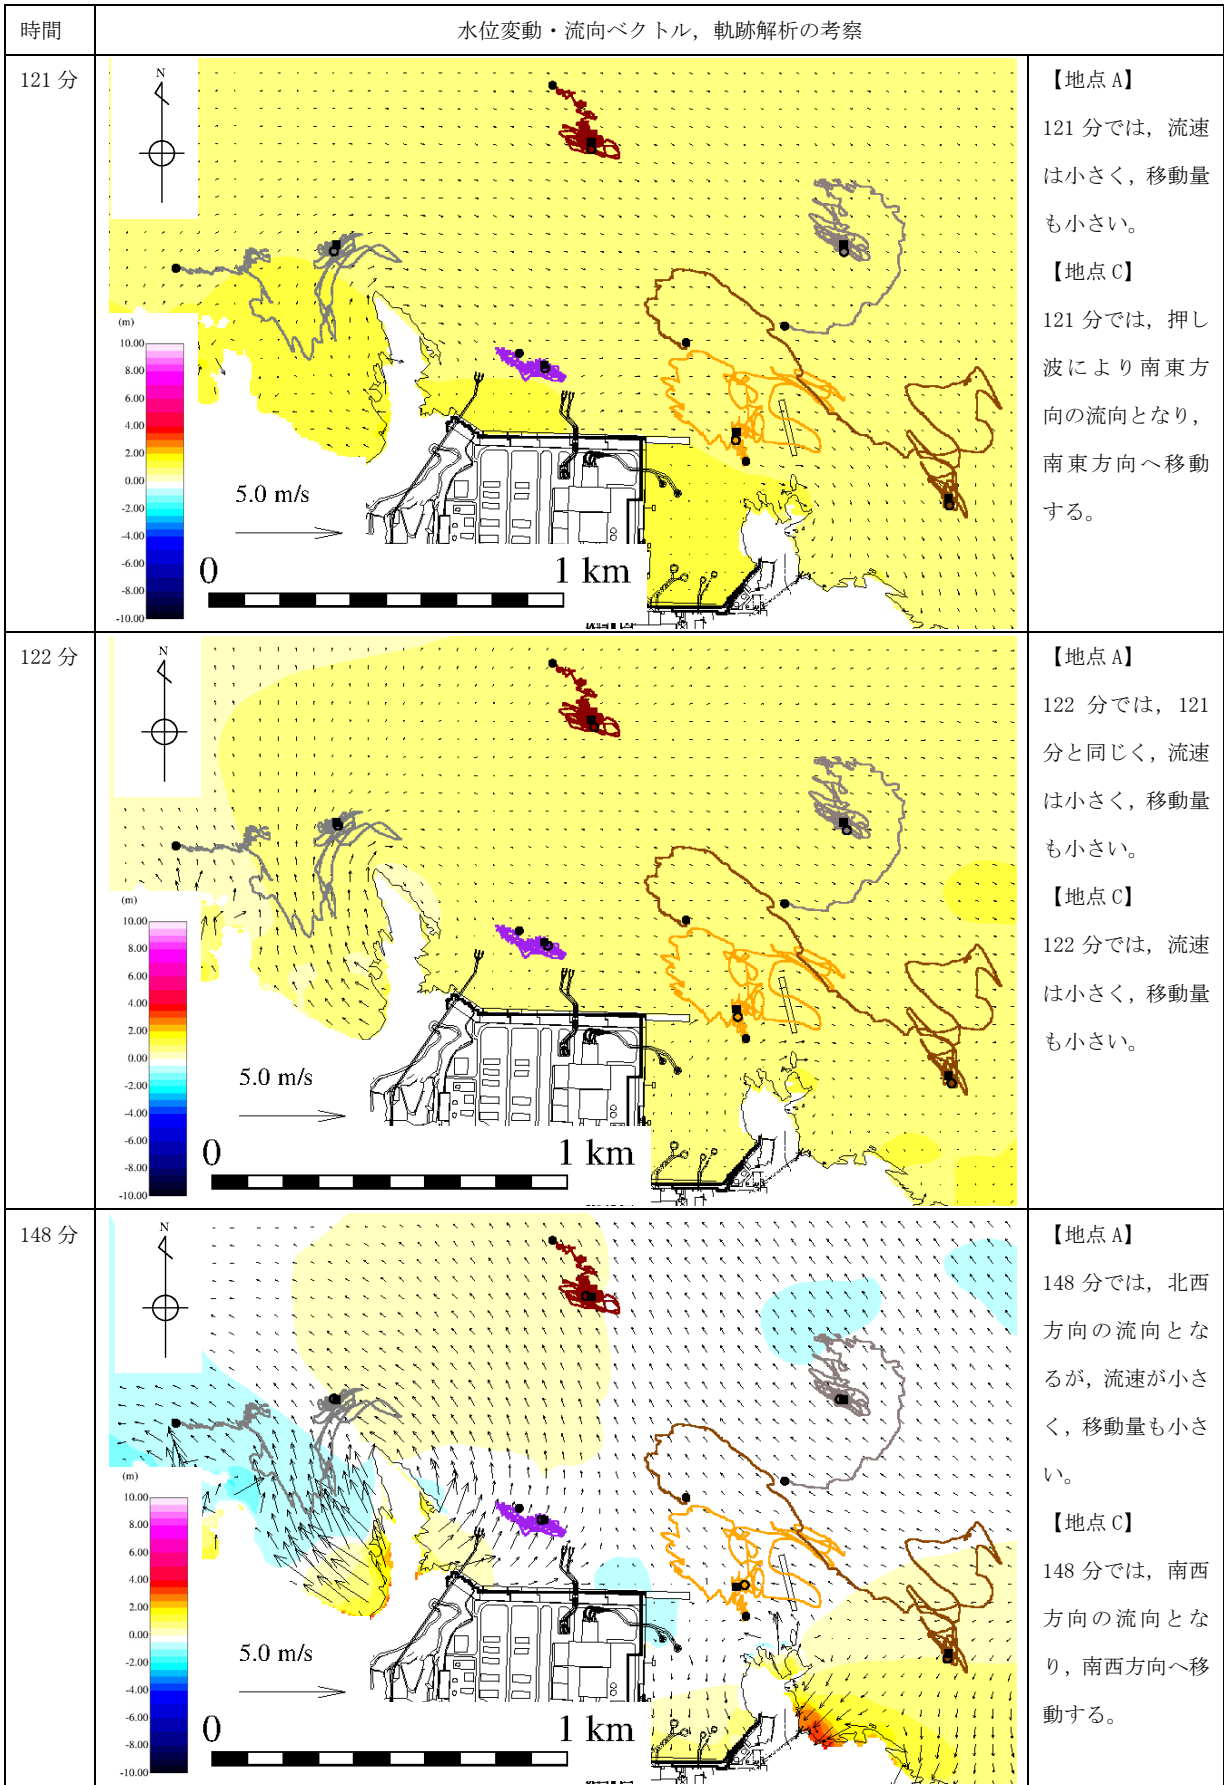 時間
水位変動・流向ベクトル，軌跡解析の考察
121 分
N
(m)
10.00
8.00
6.00
4.00
2.00
0.00
-2.00
-4.00
-6.00
-8.00
-10.00
5.0 m/s
0
1 km
【地点 A】
121 分では，流速
は小さく，移動量
も小さい。
【地点 C】
121 分では，押し
波により南東方
向の流向となり，
南東方向へ移動
する。
122 分
N
(m)
10.00
8.00
6.00
4.00
2.00
0.00
-2.00
-4.00
-6.00
-8.00
-10.00
5.0 m/s
0
1 km
【地点 A】
122 分では，121
分と同じく，流速
は小さく，移動量
も小さい。
【地点 C】
122 分では，流速
は小さく，移動量
も小さい。
148 分
N
(m)
10.00
8.00
6.00
4.00
2.00
0.00
-2.00
-4.00
-6.00
-8.00
-10.00
5.0 m/s
0
1 km
【地点 A】
148 分では，北西
方向の流向とな
るが，流速が小さ
く，移動量も小さ
い。
【地点 C】
148 分では，南西
方向の流向とな
り，南西方向へ移
動する。